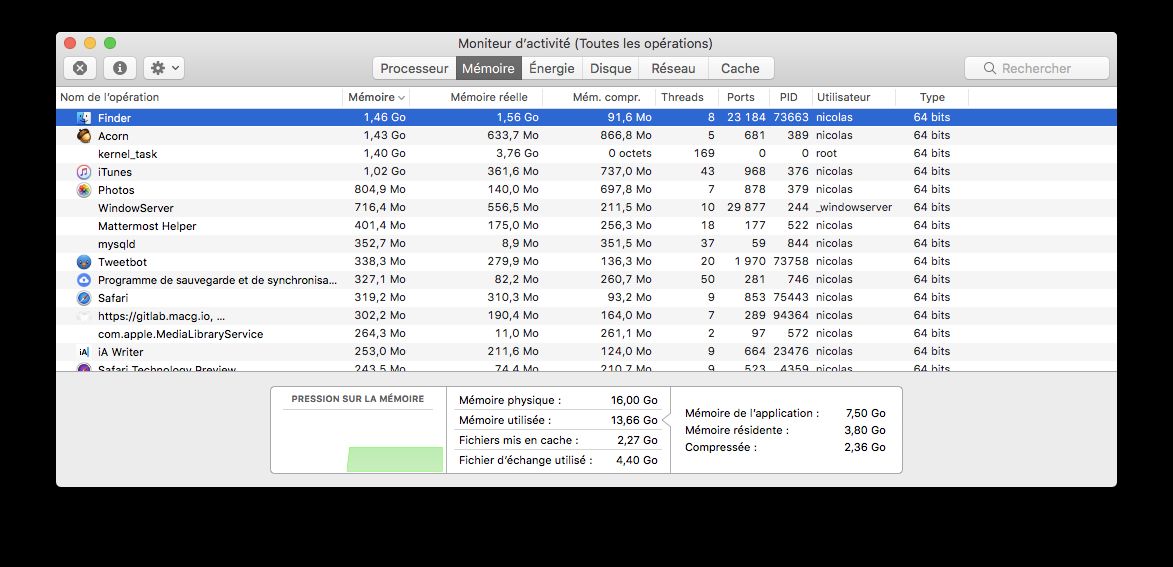 Moniteur d’activité (Toutes les opérations)
Processeur Mémoire Énergie Disque Réseau Cache Rechercher
Nom de l’opération Mémoire Mémoire réelle Mém. compr. Threads Ports PID Utilisateur Type
Finder 1,46 Go 1,56 Go 91,6 Mo 8 23 184 73663 nicolas 64 bits
Acorn 1,43 Go 633,7 Mo 866,8 Mo 5 681 389 nicolas 64 bits
kernel_task 1,40 Go 3,76 Go 0 octets 169 0 0 root 64 bits
iTunes 1,02 Go 361,6 Mo 737,0 Mo 43 968 376 nicolas 64 bits
Photos 804,9 Mo 140,0 Mo 697,8 Mo 7 878 379 nicolas 64 bits
WindowServer 716,4 Mo 556,5 Mo 211,5 Mo 10 29 877 244 _windowserver 64 bits
Mattermost Helper 401,4 Mo 175,0 Mo 256,3 Mo 18 177 522 nicolas 64 bits
mysqld 352,7 Mo 8,9 Mo 351,5 Mo 37 59 844 nicolas 64 bits
Tweetbot 338,3 Mo 279,9 Mo 136,3 Mo 20 1 970 73758 nicolas 64 bits
Programme de sauvegarde et de synchronisa... 327,1 Mo 82,2 Mo 260,7 Mo 50 281 746 nicolas 64 bits
Safari 319,2 Mo 310,3 Mo 93,2 Mo 9 853 75443 nicolas 64 bits
https://gitlab.macg.io, ... 302,2 Mo 190,4 Mo 164,0 Mo 7 289 94364 nicolas 64 bits
com.apple.MediaLibraryService 264,3 Mo 11,0 Mo 261,1 Mo 2 97 572 nicolas 64 bits
iA iA Writer 253,0 Mo 211,6 Mo 124,0 Mo 9 664 23476 nicolas 64 bits
Safari Technology Preview 243,5 Mo 74,4 Mo 210,7 Mo 9 523 4359 nicolas 64 bits
PRESSION SUR LA MÉMOIRE
Mémoire physique : 16,00 Go
Mémoire utilisée : 13,66 Go
Fichiers mis en cache : 2,27 Go
Fichier d’échange utilisé : 4,40 Go
Mémoire de l’application : 7,50 Go
Mémoire résidente : 3,80 Go
Compressée : 2,36 Go